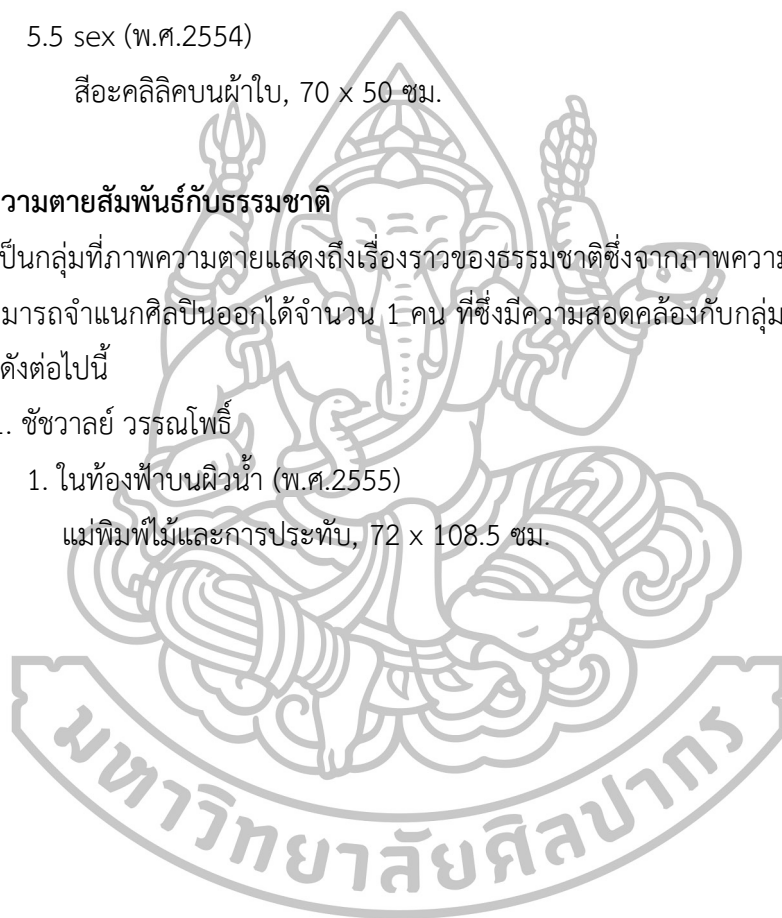 5.5 sex (พ.ศ.2554)
สีอะคลิลิคบนผ้าใบ, 70 x 50 ซม.
วามตายสัมพันธ์กับธรรมชาติ
ป็นกลุ่มที่ภาพความตายแสดงถึงเรื่องราวของธรรมชาติซึ่งจากภาพความ
มารถจำแนกศิลปินออกได้จำนวน 1 คน ที่ซึ่งมีความสอดคล้องกับกลุ่ม
ดังต่อไปนี้
. ชัชวาลย์ วรรณโพธิ์
1. ในท้องฟ้าบนผิวน้ำ (พ.ศ.2555)
แม่พิมพ์ไม้และการประทับ, 72 x 108.5 ซม.
มหาวิทยาลัยศิลปากร